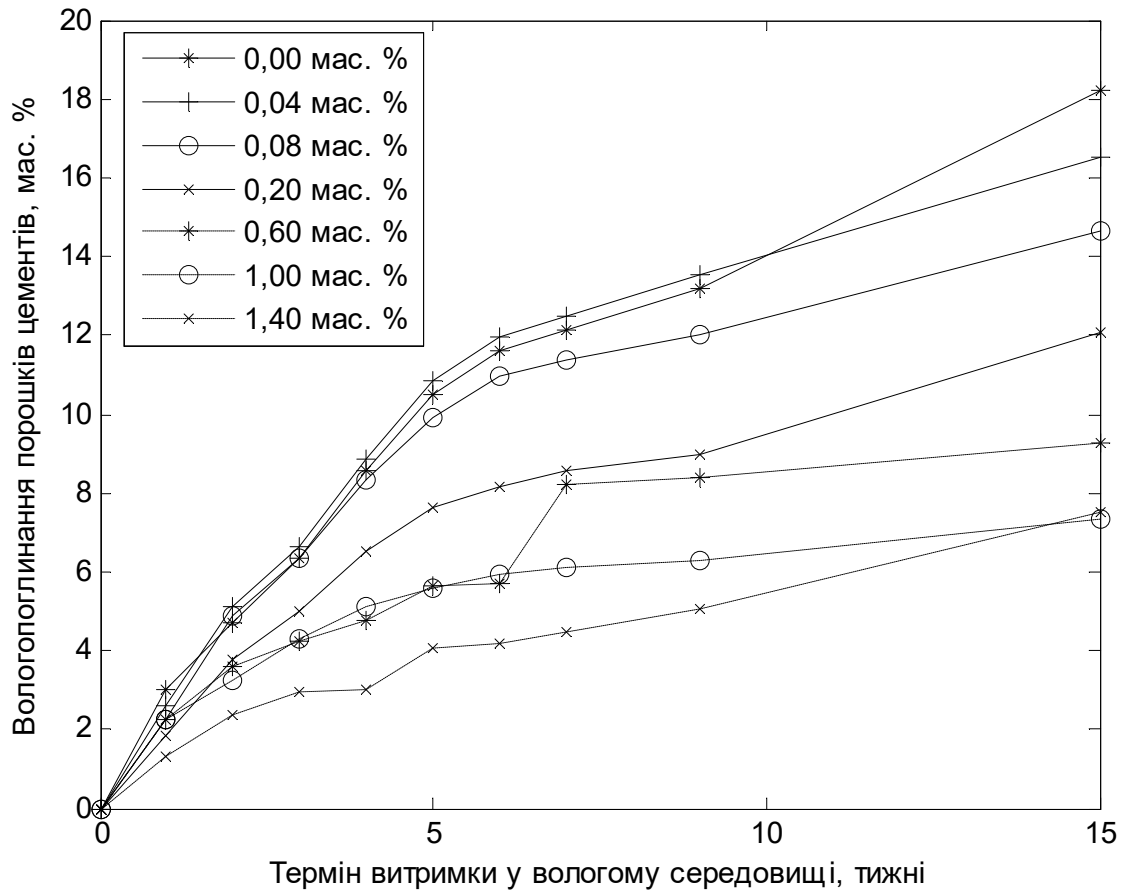 20
18
16
14
12
10
8
6
4
2
0
Вологопоглинання порошків цементів, мас. %
0,00 мас. %
0,04 мас. %
0,08 мас. %
0,20 мас. %
0,60 мас. %
1,00 мас. %
1,40 мас. %
0
5
10
15
Термін витримки у вологому середовищі, тижні